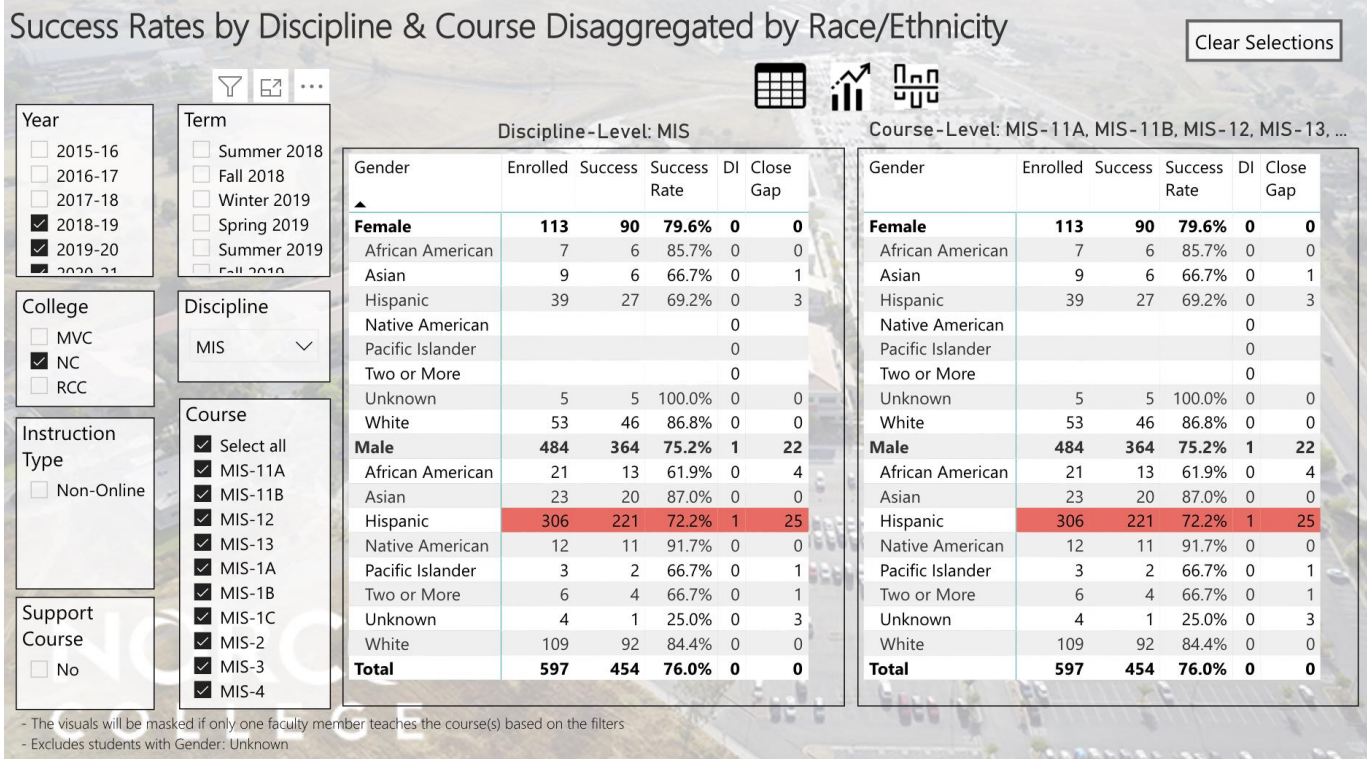 Success Rates by Discipline & Course Disaggregated by Race/Ethnicity
Clear Selections
Year
2015-16
2016-17
2017-18
2018-19
2019-20
2020-21
Term
Summer 2018
Fall 2018
Winter 2019
Spring 2019
Summer 2019
Fall 2019
College
MVC
NC
RCC
Discipline
MIS
Instruction
Type
Non-Online
Course
Select all
MIS-11A
MIS-11B
MIS-12
MIS-13
MIS-1A
MIS-1B
MIS-1C
MIS-2
MIS-3
MIS-4
Support
Course
No
Discipline-Level: MIS
Gender Enrolled Success Success Rate DI Close Gap
Female 113 90 79.6% 0 0
African American 7 6 85.7% 0 0
Asian 9 6 66.7% 0 1
Hispanic 39 27 69.2% 0 3
Native American 0
Pacific Islander 0
Two or More 0
Unknown 5 5 100.0% 0 0
White 53 46 86.8% 0 0
Male 484 364 75.2% 1 22
African American 21 13 61.9% 0 4
Asian 23 20 87.0% 0 0
Hispanic 306 221 72.2% 1 25
Native American 12 11 91.7% 0 0
Pacific Islander 3 2 66.7% 0 1
Two or More 6 4 66.7% 0 1
Unknown 4 1 25.0% 0 3
White 109 92 84.4% 0 0
Total 597 454 76.0% 0 0
Course-Level: MIS-11A, MIS-11B, MIS-12, MIS-13, ...
Gender Enrolled Success Success Rate DI Close Gap
Female 113 90 79.6% 0 0
African American 7 6 85.7% 0 0
Asian 9 6 66.7% 0 1
Hispanic 39 27 69.2% 0 3
Native American 0
Pacific Islander 0
Two or More 0
Unknown 5 5 100.0% 0 0
White 53 46 86.8% 0 0
Male 484 364 75.2% 1 22
African American 21 13 61.9% 0 4
Asian 23 20 87.0% 0 0
Hispanic 306 221 72.2% 1 25
Native American 12 11 91.7% 0 0
Pacific Islander 3 2 66.7% 0 1
Two or More 6 4 66.7% 0 1
Unknown 4 1 25.0% 0 3
White 109 92 84.4% 0 0
Total 597 454 76.0% 0 0
- The visuals will be masked if only one faculty member teaches the course(s) based on the filters
- Excludes students with Gender: Unknown
COLLEGE